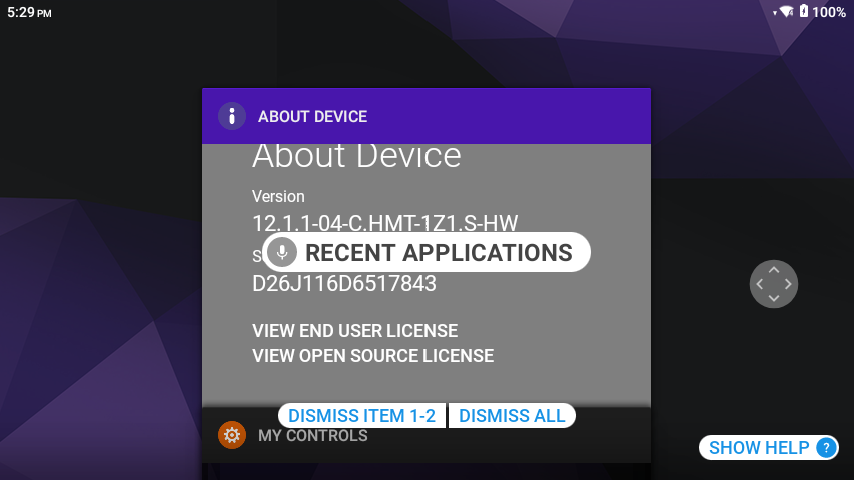 5:29 PM
100%
ABOUT DEVICE
About Device
Version
12.1.1-04-C.HMT-1Z1.S-HW
S
RECENT APPLICATIONS
D26J116D6517843
VIEW END USER LICENSE
VIEW OPEN SOURCE LICENSE
DISMISS ITEM 1-2 DISMISS ALL
MY CONTROLS
SHOW HELP ?